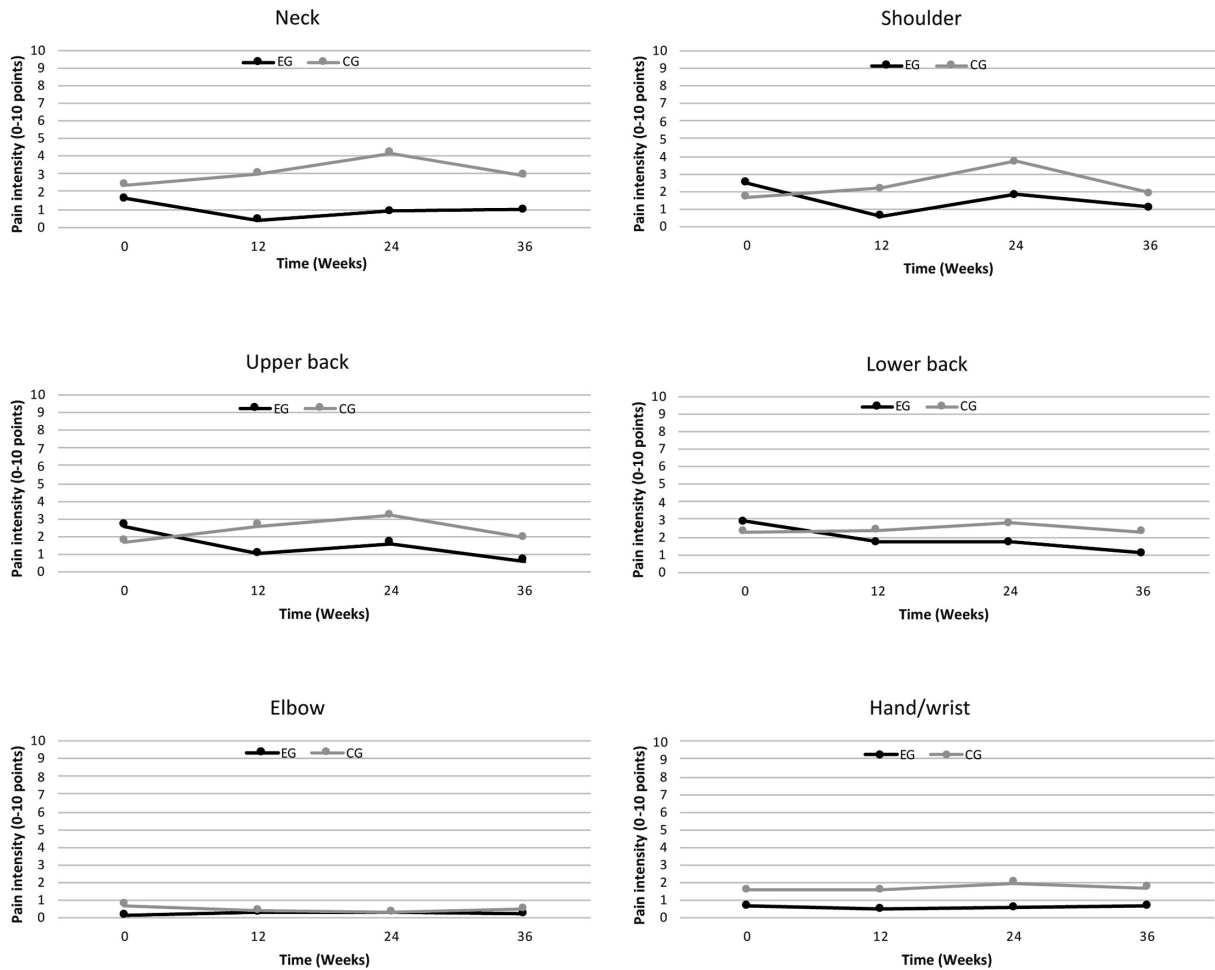 Neck
Pain intensity (0-10 points)
10
9
8
7
6
5
4
3
2
1
0
EG CG
0 12 24 36
Time (Weeks)
Shoulder
Pain intensity (0-10 points)
10
9
8
7
6
5
4
3
2
1
0
EG CG
0 12 24 36
Time (Weeks)
Upper back
Pain intensity (0-10 points)
10
9
8
7
6
5
4
3
2
1
0
EG CG
0 12 24 36
Time (Weeks)
Lower back
Pain intensity (0-10 points)
10
9
8
7
6
5
4
3
2
1
0
EG CG
0 12 24 36
Time (Weeks)
Elbow
Pain intensity (0-10 points)
10
9
8
7
6
5
4
3
2
1
0
EG CG
0 12 24 36
Time (Weeks)
Hand/wrist
Pain intensity (0-10 points)
10
9
8
7
6
5
4
3
2
1
0
EG CG
0 12 24 36
Time (Weeks)